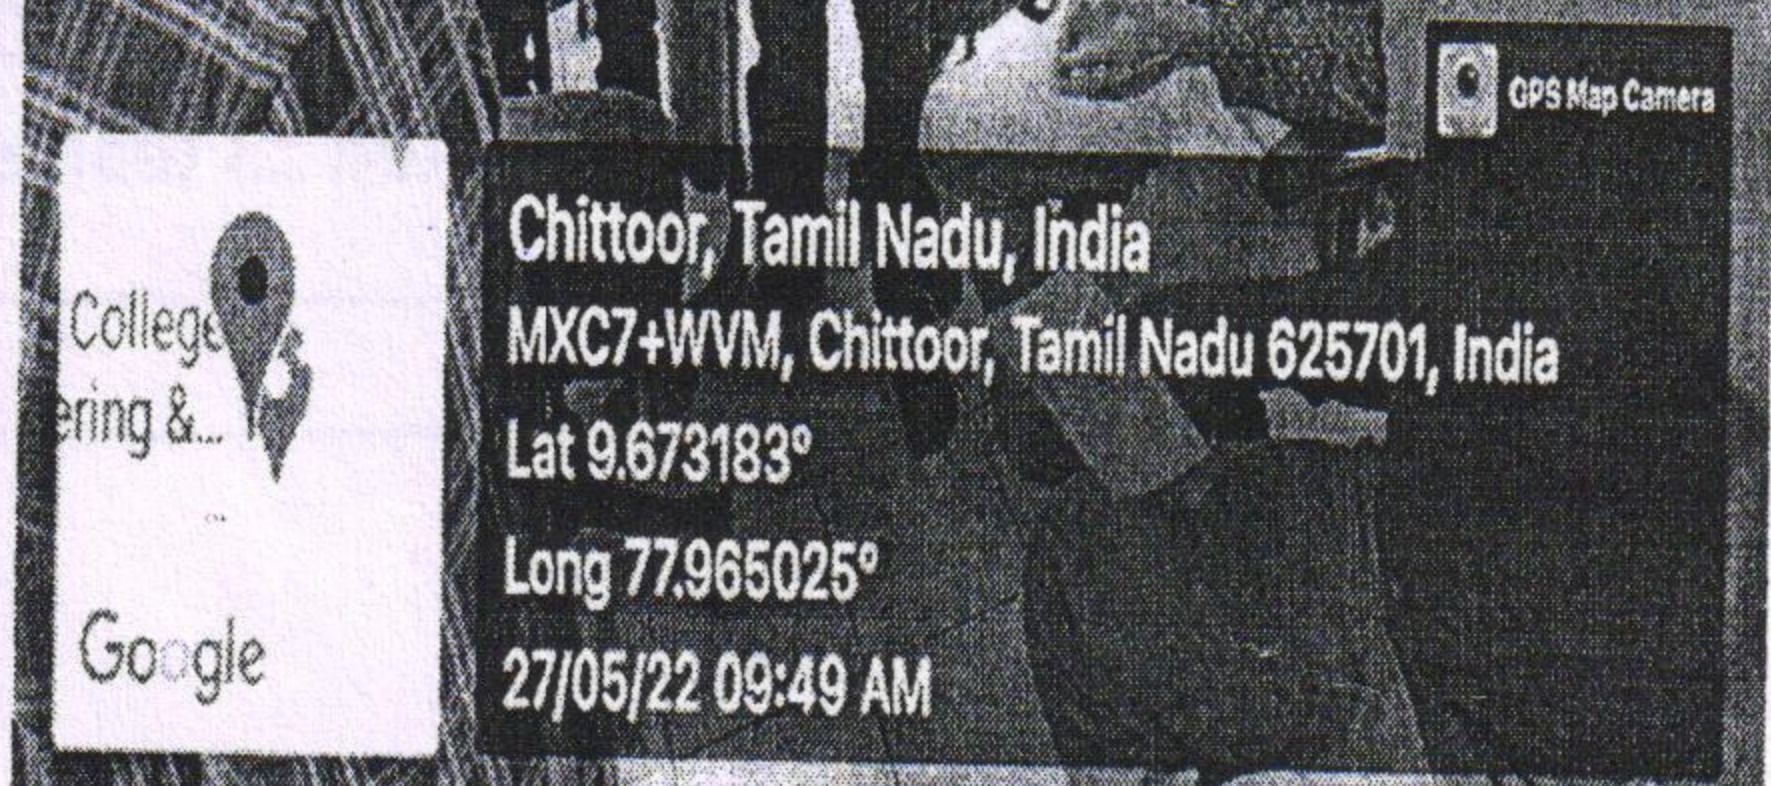 GPS Map Camera
Chittoor, Tamil Nadu, India
MXC7+WVM, Chittoor, Tamil Nadu 625701, India
Lat 9.673183°
Long 77.965025°
27/05/22 09:49 AM
College
ering &...
Google